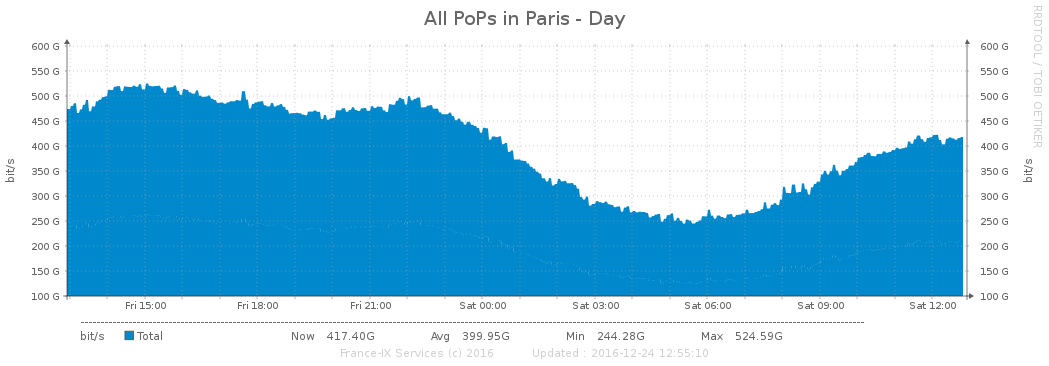 All PoPs in Paris - Day
RRDTOOL / TOBI OETIKER
600 G 600 G
550 G 550 G
500 G 500 G
450 G 450 G
400 G 400 G
350 G 350 G
300 G 300 G
250 G 250 G
200 G 200 G
150 G 150 G
100 G 100 G
bit/s bit/s
Fri 15:00 Fri 18:00 Fri 21:00 Sat 00:00 Sat 03:00 Sat 06:00 Sat 09:00 Sat 12:00
bit/s Total Now 417.40G Avg 399.95G Min 244.28G Max 524.59G
France-IX Services (c) 2016 Updated : 2016-12-24 12:55:10